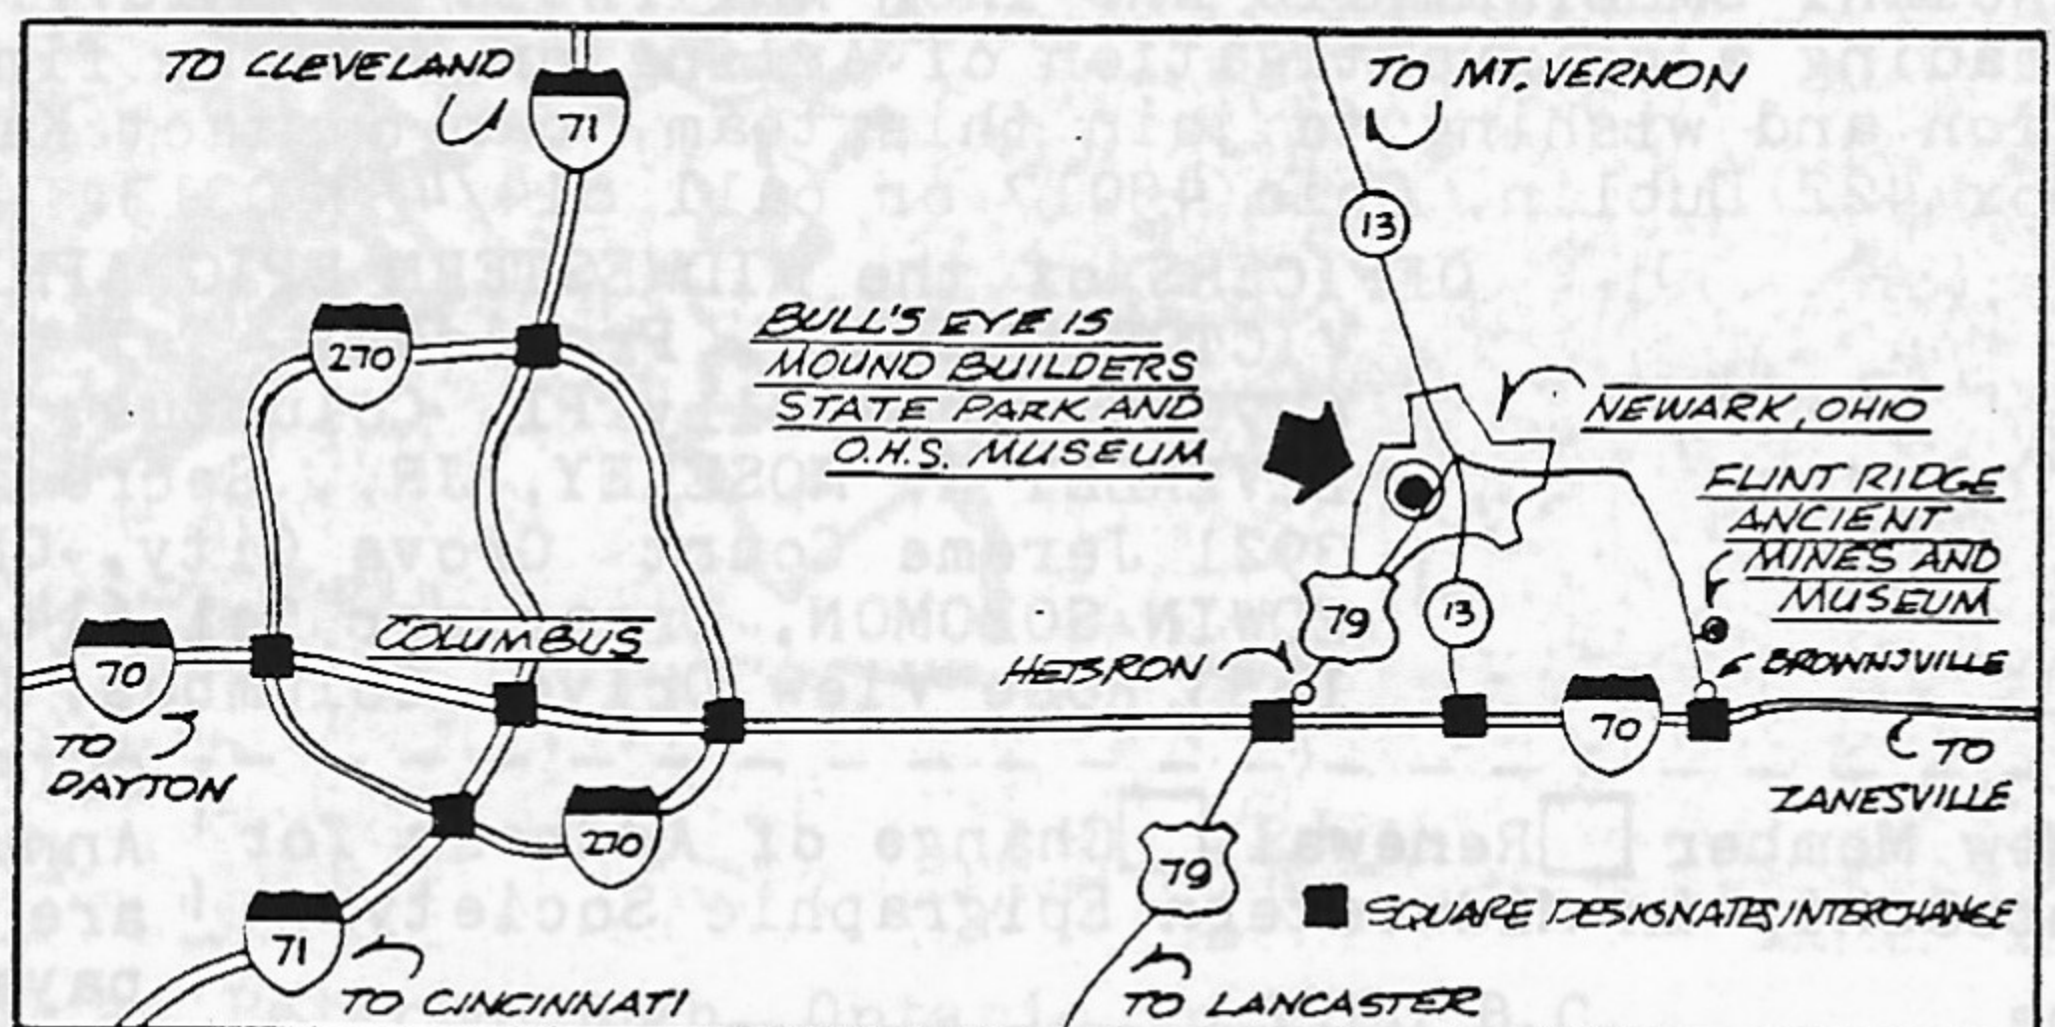 TO CLEVELAND
71
TO MT. VERNON
13
270
BULL'S EYE IS
MOUND BUILDERS
STATE PARK AND
O.H.S. MUSEUM
NEWARK, OHIO
FLINT RIDGE
ANCIENT
MINES AND
MUSEUM
COLUMBUS
79
13
HEBRON
BROWNSVILLE
70
70
TO
DAYTON
TO
ZANESVILLE
270
79
SQUARE DESIGNATES INTERCHANGE
71
TO CINCINNATI
TO LANCASTER